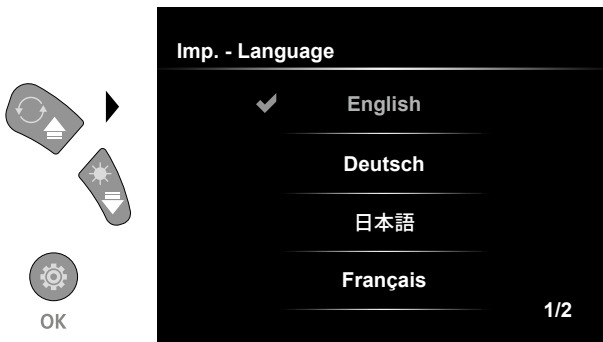 Imp. - Language
English
Deutsch
日本語
Français
1/2
OK